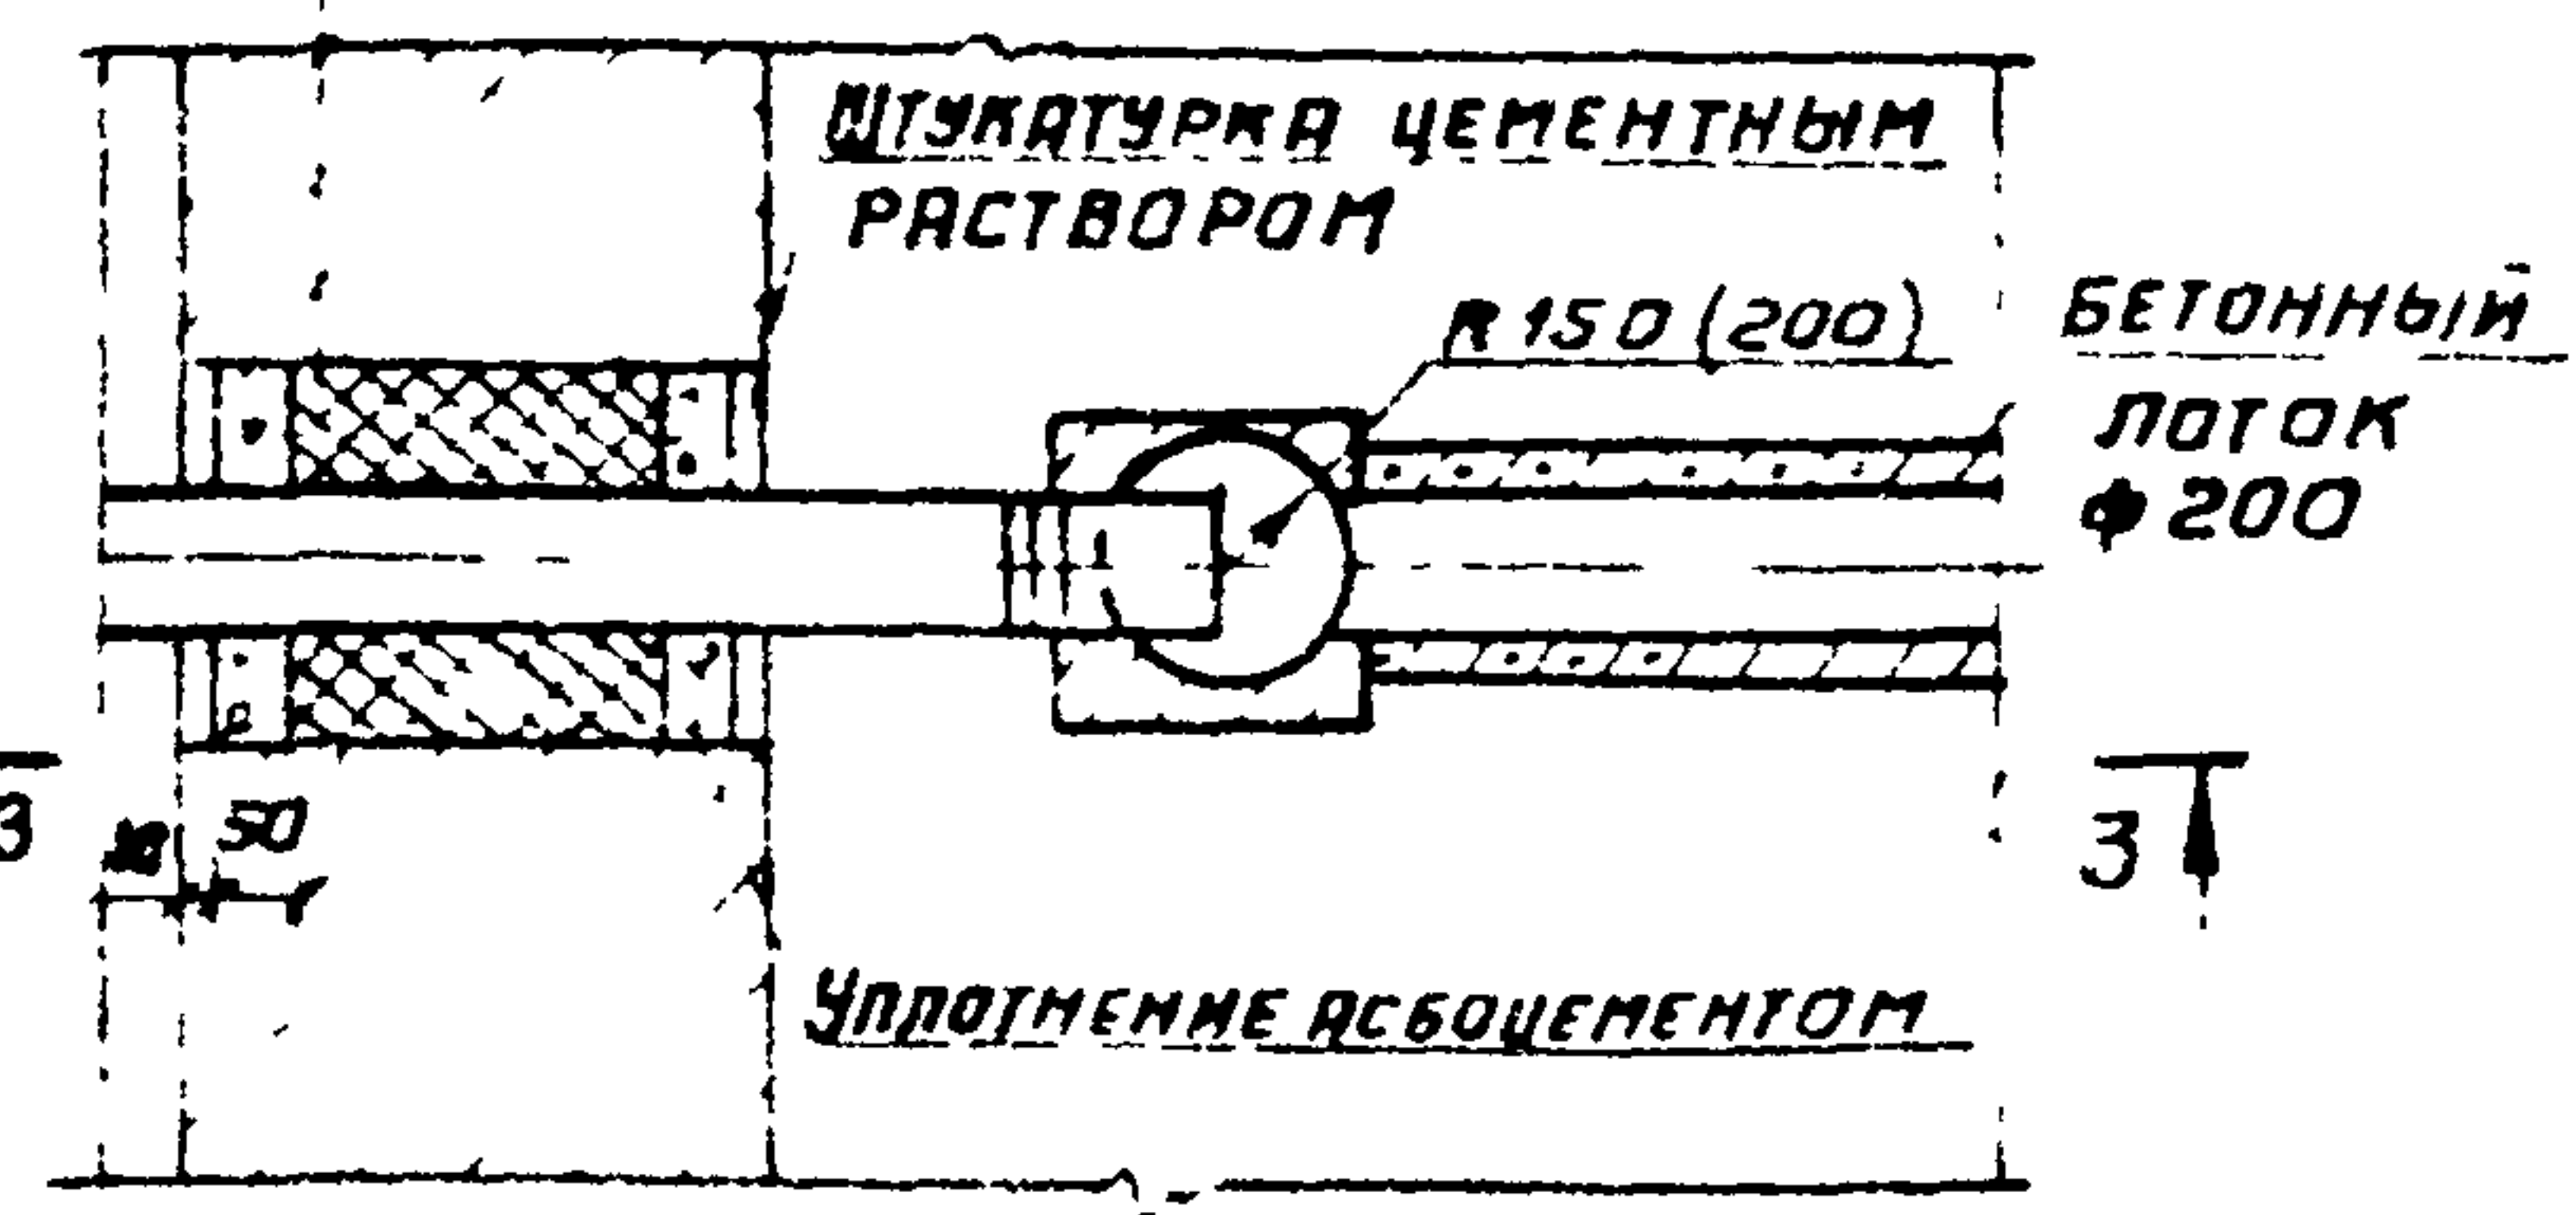 ШТУКАТУРКА ЦЕМЕНТНЫМ
РАСТВОРОМ
R 150 (200)
БЕТОННЫЙ
ЛОТОК
Ф 200
3
50
3
УПЛОТНЕНИЕ АСБОЦЕМЕНТОМ